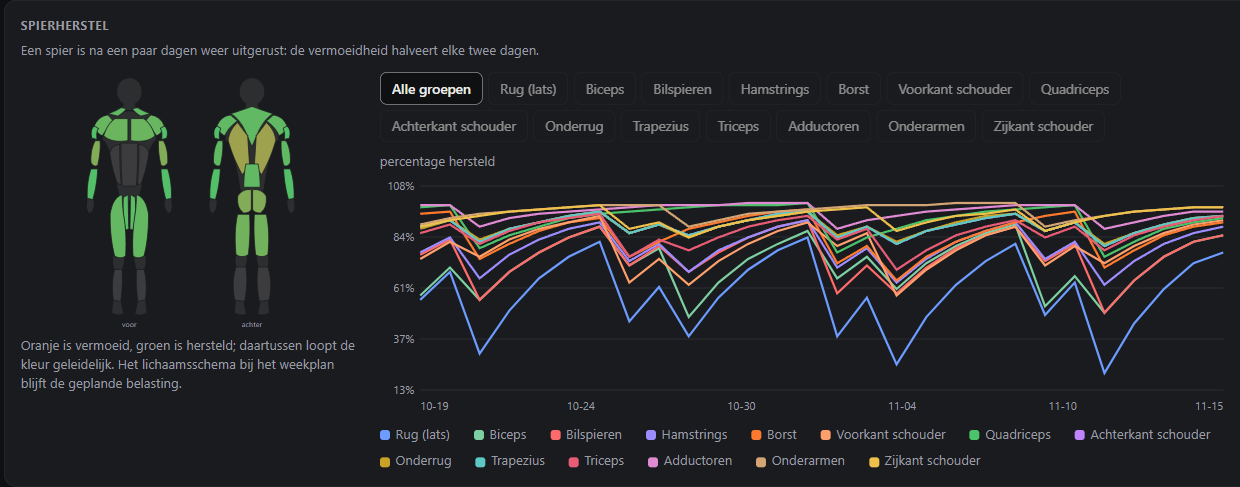 SPIERHERSTEL
Een spier is na een paar dagen weer uitgerust: de vermoeidheid halveert elke twee dagen.
Alle groepen Rug (lats) Biceps Bilspieren Hamstrings Borst Voorkant schouder Quadriceps
Achterkant schouder Onderrug Trapezius Triceps Adductoren Onderarmen Zijkant schouder
percentage hersteld
108%
84%
61%
37%
13%
10-19 10-24 10-30 11-04 11-10 11-15
voor achter
Oranje is vermoeid, groen is hersteld; daartussen loopt de
kleur geleidelijk. Het lichaamsschema bij het weekplan
blijft de geplande belasting.
Rug (lats) Biceps Bilspieren Hamstrings Borst Voorkant schouder Quadriceps Achterkant schouder
Onderrug Trapezius Triceps Adductoren Onderarmen Zijkant schouder